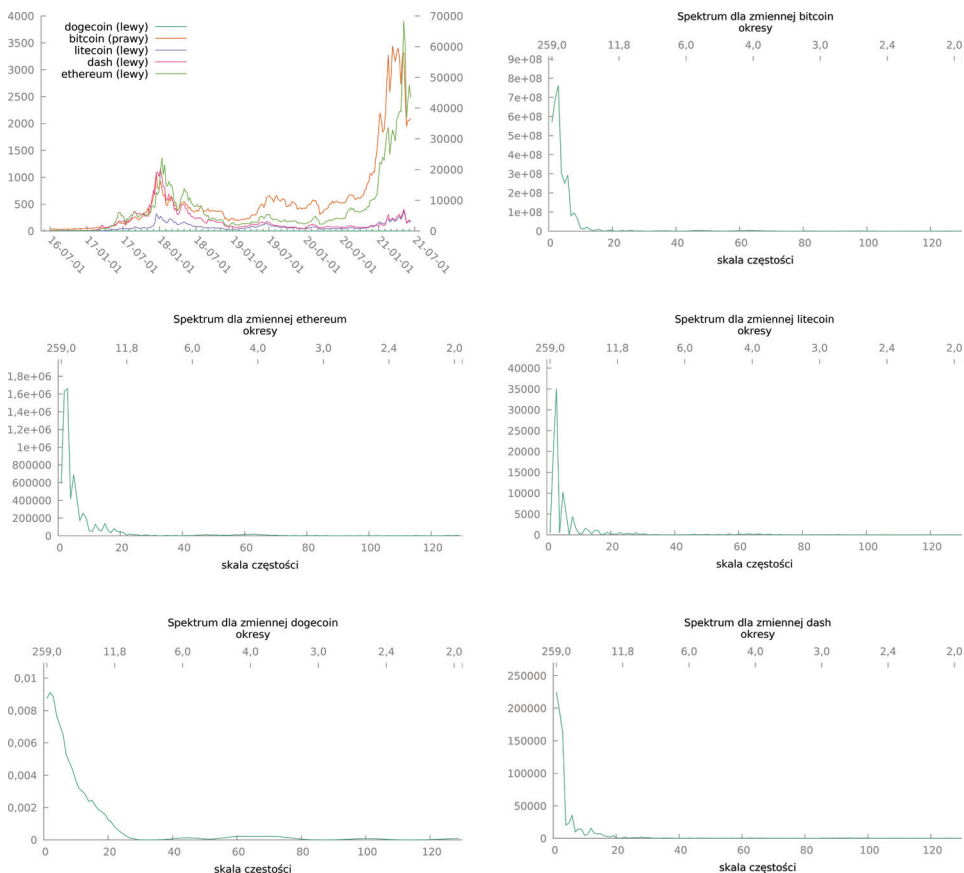 4000
3500
3000
2500
2000
1500
1000
500
0
70000
60000
50000
40000
30000
20000
10000
0
dogecoin (lewy)
bitcoin (prawy)
litecoin (lewy)
dash (lewy)
ethereum (lewy)
16-07-01
17-01-01
17-07-01
18-01-01
18-07-01
19-01-01
19-07-01
20-01-01
20-07-01
21-01-01
21-07-01
Spektrum dla zmiennej bitcoin
okresy
259,0 11,8 6,0 4,0 3,0 2,4 2,0
9e+08
8e+08
7e+08
6e+08
5e+08
4e+08
3e+08
2e+08
1e+08
0
0 20 40 60 80 100 120
skala częstości
Spektrum dla zmiennej ethereum
okresy
259,0 11,8 6,0 4,0 3,0 2,4 2,0
1,8e+06
1,6e+06
1,4e+06
1,2e+06
1e+06
800000
600000
400000
200000
0
0 20 40 60 80 100 120
skala częstości
Spektrum dla zmiennej litecoin
okresy
259,0 11,8 6,0 4,0 3,0 2,4 2,0
40000
35000
30000
25000
20000
15000
10000
5000
0
0 20 40 60 80 100 120
skala częstości
Spektrum dla zmiennej dogecoin
okresy
259,0 11,8 6,0 4,0 3,0 2,4 2,0
0,01
0,008
0,006
0,004
0,002
0
0 20 40 60 80 100 120
skala częstości
Spektrum dla zmiennej dash
okresy
259,0 11,8 6,0 4,0 3,0 2,4 2,0
250000
200000
150000
100000
50000
0
0 20 40 60 80 100 120
skala częstości